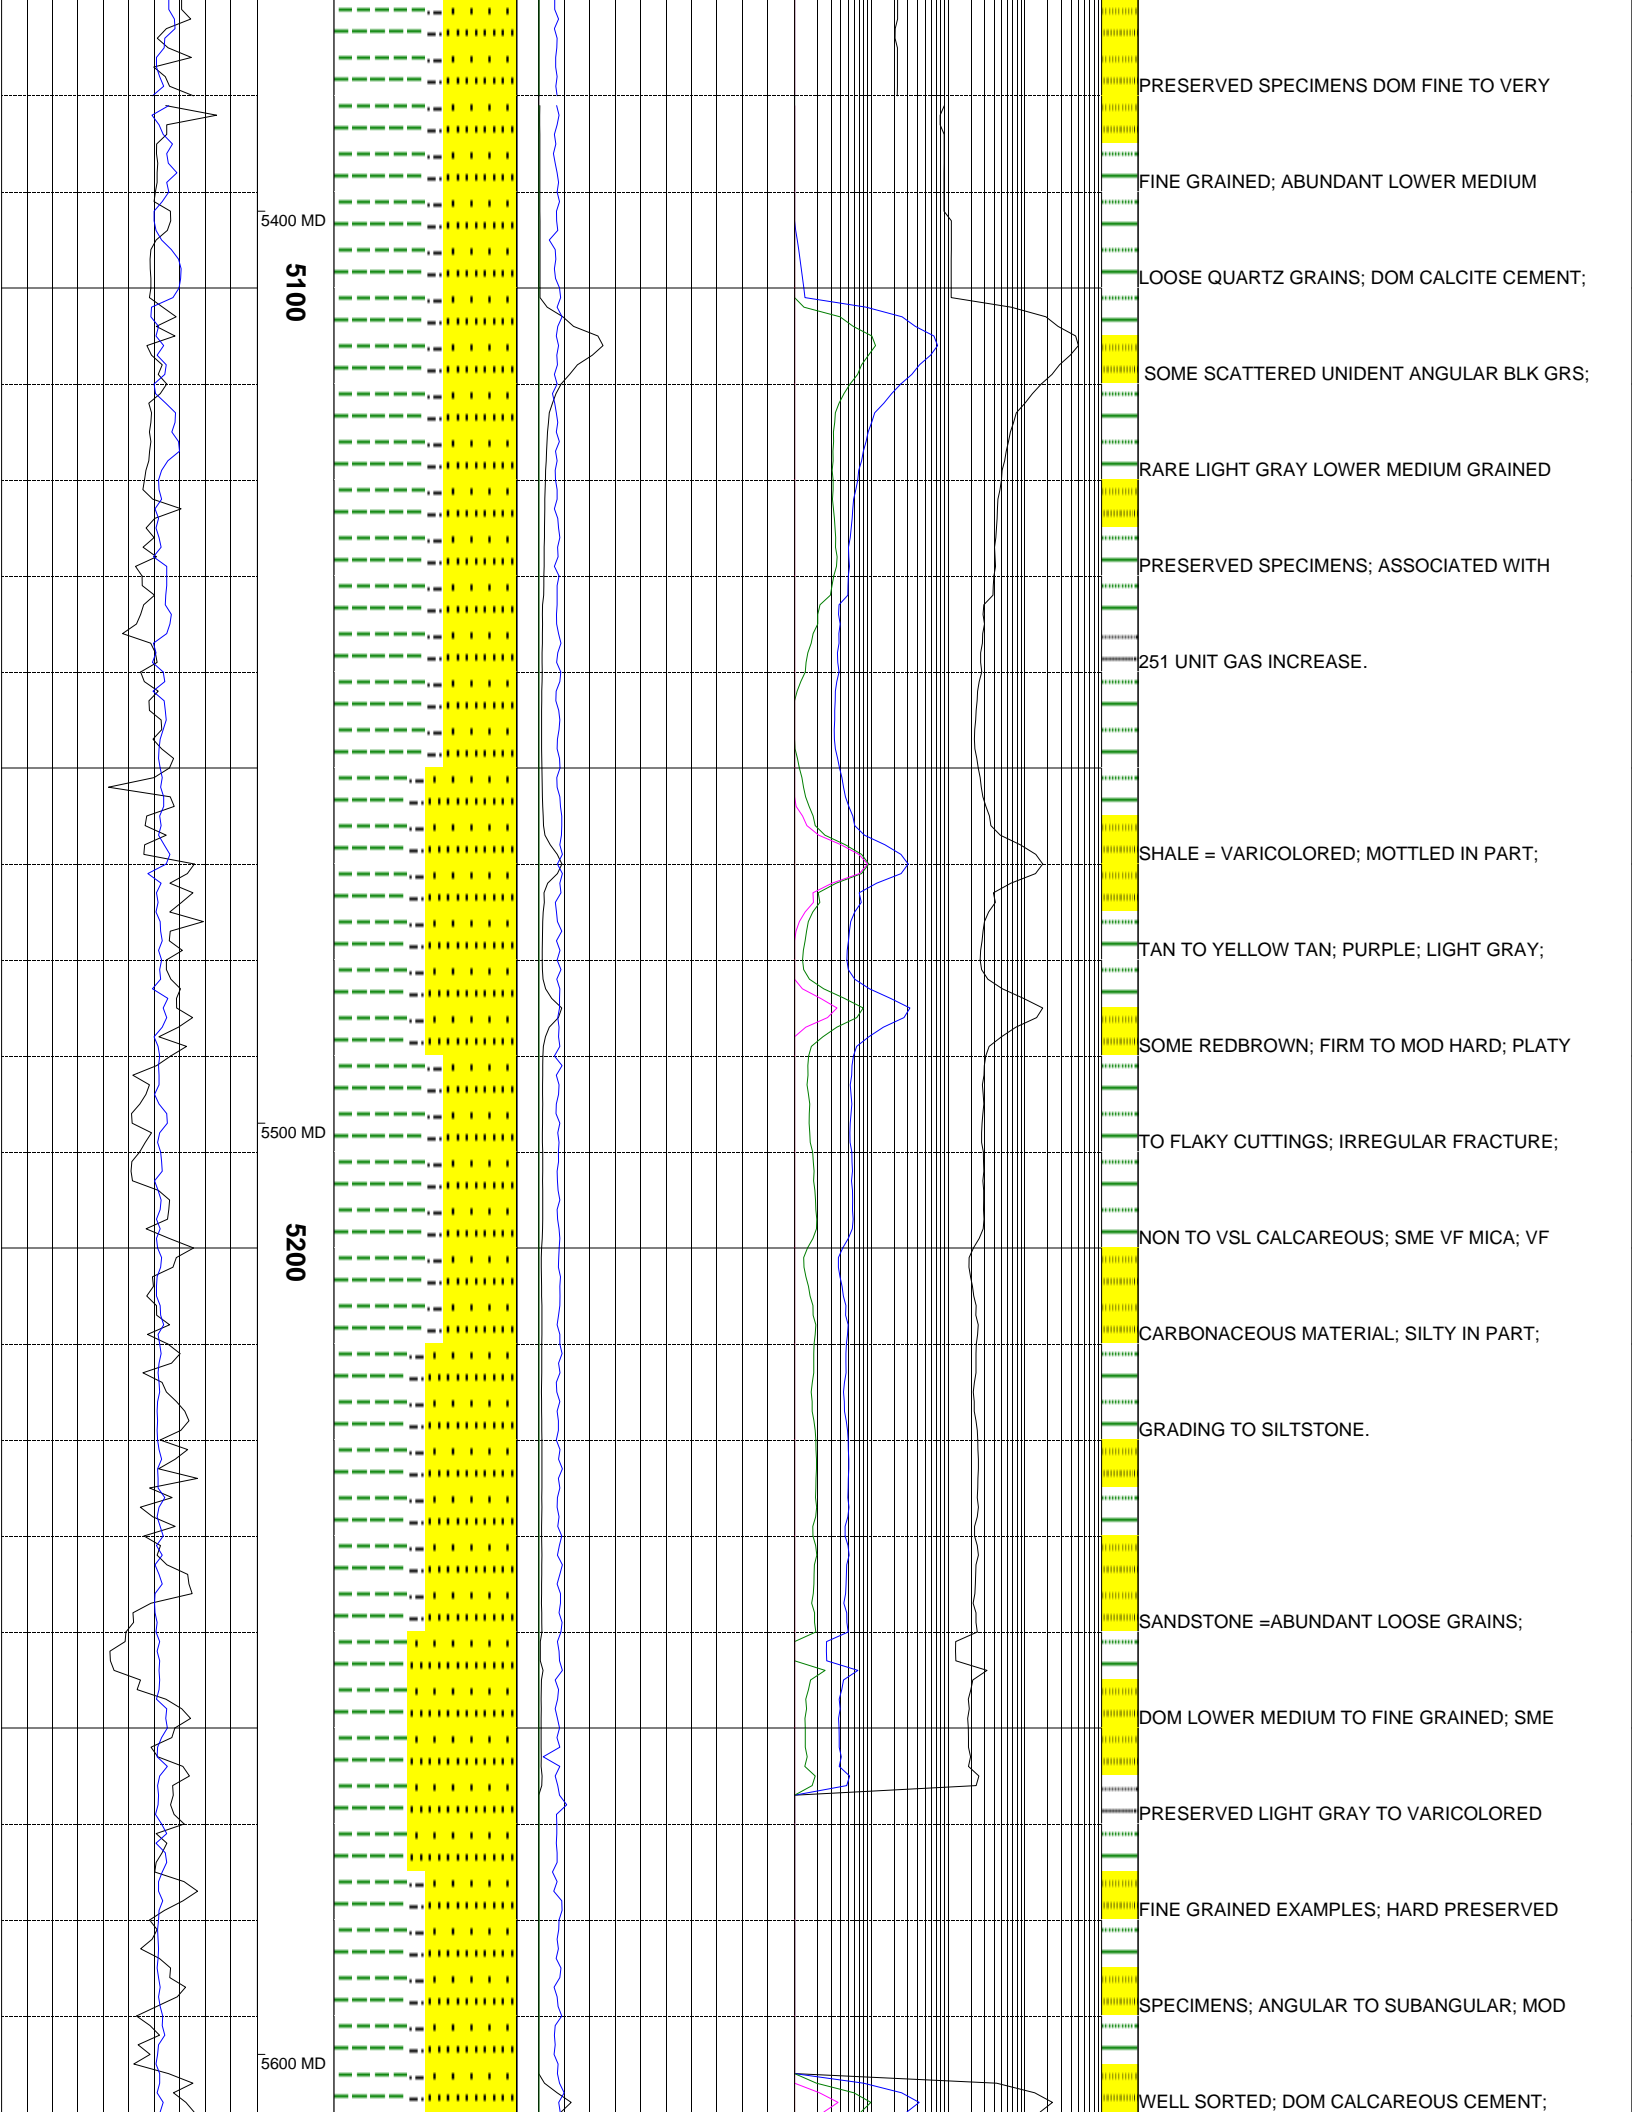 PRESERVED SPECIMENS DOM FINE TO VERY
FINE GRAINED; ABUNDANT LOWER MEDIUM
5400 MD
5100
LOOSE QUARTZ GRAINS; DOM CALCITE CEMENT;
SOME SCATTERED UNIDENT ANGULAR BLK GRS;
RARE LIGHT GRAY LOWER MEDIUM GRAINED
PRESERVED SPECIMENS; ASSOCIATED WITH
251 UNIT GAS INCREASE.
SHALE = VARICOLORED; MOTTLED IN PART;
TAN TO YELLOW TAN; PURPLE; LIGHT GRAY;
SOME REDBROWN; FIRM TO MOD HARD; PLATY
5500 MD
TO FLAKY CUTTINGS; IRREGULAR FRACTURE;
NON TO VSL CALCAREOUS; SME VF MICA; VF
5200
CARBONACEOUS MATERIAL; SILTY IN PART;
GRADING TO SILTSTONE.
SANDSTONE =ABUNDANT LOOSE GRAINS;
DOM LOWER MEDIUM TO FINE GRAINED; SME
PRESERVED LIGHT GRAY TO VARICOLORED
FINE GRAINED EXAMPLES; HARD PRESERVED
SPECIMENS; ANGULAR TO SUBANGULAR; MOD
5600 MD
WELL SORTED; DOM CALCAREOUS CEMENT;